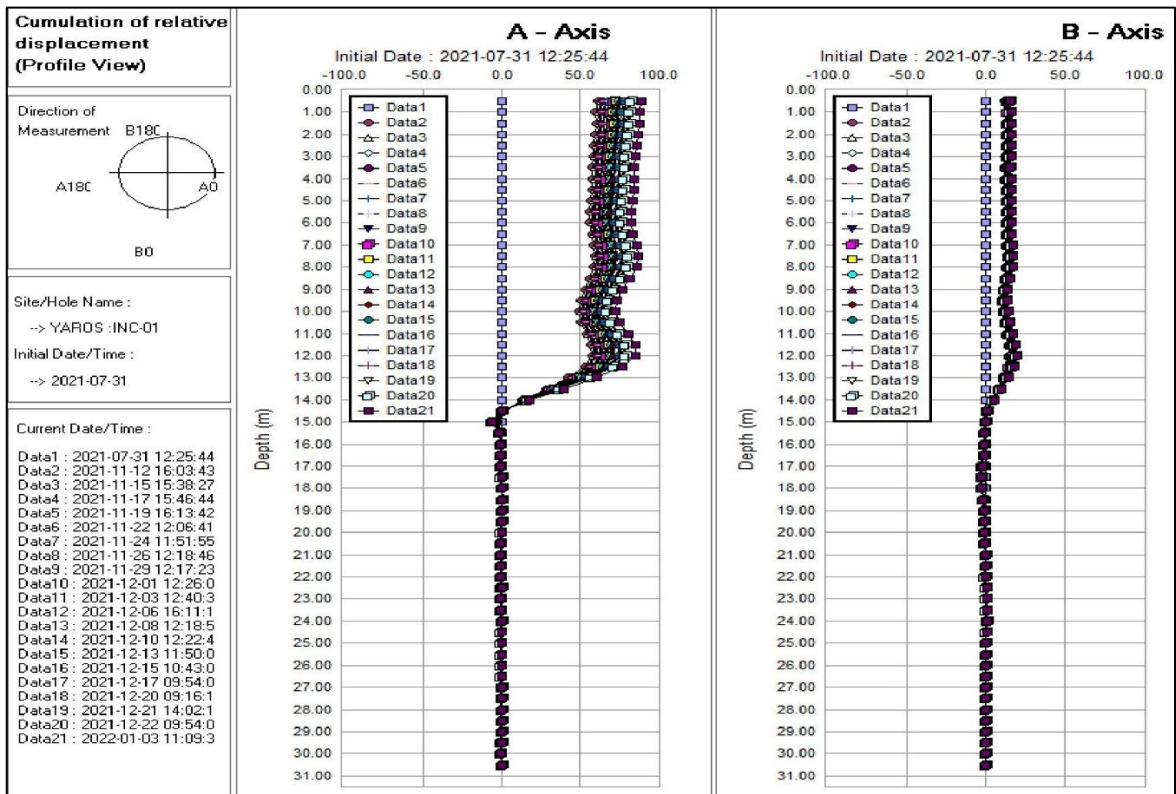 Cumulation of relative
displacement
(Profile View)
Direction of
Measurement
B180
A180
A0
B0
Site/Hole Name :
--> YAROS :INC-01
Initial Date/Time :
--> 2021-07-31
Current Date/Time :
Data1 : 2021-07-31 12:25:44
Data2 : 2021-11-12 16:03:43
Data3 : 2021-11-15 15:38:27
Data4 : 2021-11-17 15:46:44
Data5 : 2021-11-19 16:13:42
Data6 : 2021-11-22 12:06:41
Data7 : 2021-11-24 11:51:55
Data8 : 2021-11-26 12:18:46
Data9 : 2021-11-29 12:17:23
Data10 : 2021-12-01 12:26:0
Data11 : 2021-12-03 12:40:3
Data12 : 2021-12-06 16:11:1
Data13 : 2021-12-08 12:18:5
Data14 : 2021-12-10 12:22:4
Data15 : 2021-12-13 11:50:0
Data16 : 2021-12-15 10:43:0
Data17 : 2021-12-17 09:54:0
Data18 : 2021-12-20 09:16:1
Data19 : 2021-12-21 14:02:1
Data20 : 2021-12-22 09:54:0
Data21 : 2022-01-03 11:09:3
A - Axis
Initial Date : 2021-07-31 12:25:44
-100.0 -50.0 0.0 50.0 100.0
Depth (m)
0.00
1.00
2.00
3.00
4.00
5.00
6.00
7.00
8.00
9.00
10.00
11.00
12.00
13.00
14.00
15.00
16.00
17.00
18.00
19.00
20.00
21.00
22.00
23.00
24.00
25.00
26.00
27.00
28.00
29.00
30.00
31.00
Data1
Data2
Data3
Data4
Data5
Data6
Data7
Data8
Data9
Data10
Data11
Data12
Data13
Data14
Data15
Data16
Data17
Data18
Data19
Data20
Data21
B - Axis
Initial Date : 2021-07-31 12:25:44
-100.0 -50.0 0.0 50.0 100.0
Depth (m)
0.00
1.00
2.00
3.00
4.00
5.00
6.00
7.00
8.00
9.00
10.00
11.00
12.00
13.00
14.00
15.00
16.00
17.00
18.00
19.00
20.00
21.00
22.00
23.00
24.00
25.00
26.00
27.00
28.00
29.00
30.00
31.00
Data1
Data2
Data3
Data4
Data5
Data6
Data7
Data8
Data9
Data10
Data11
Data12
Data13
Data14
Data15
Data16
Data17
Data18
Data19
Data20
Data21